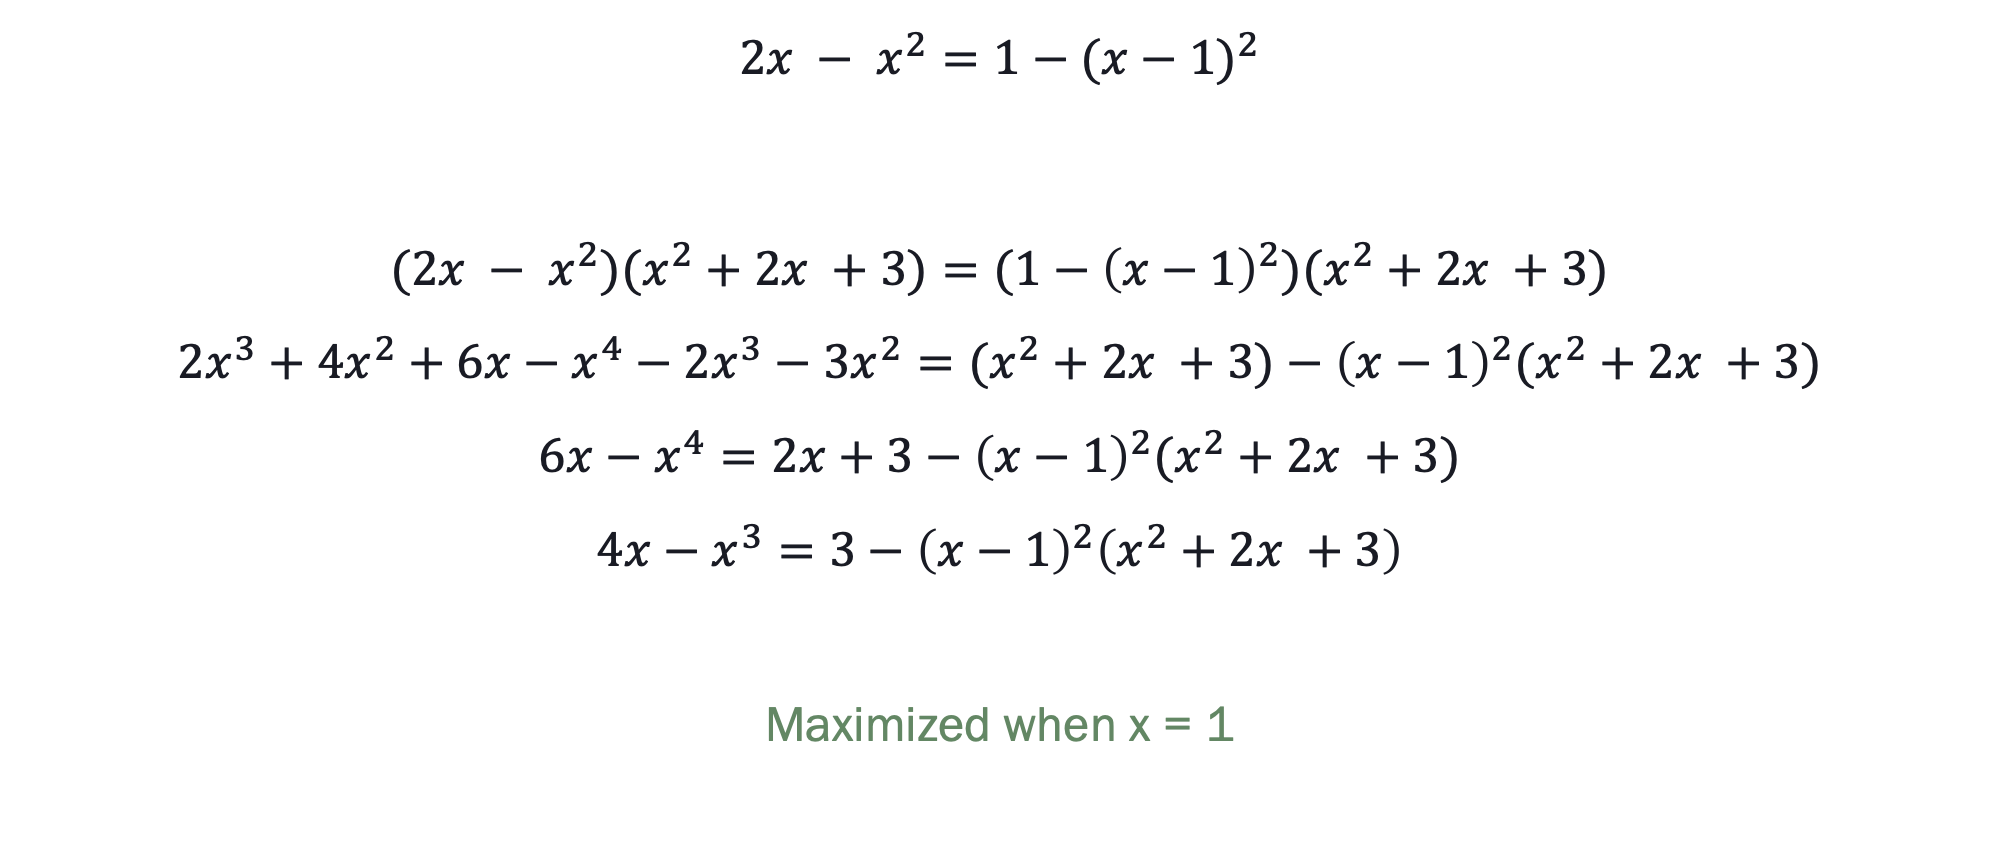 2x − x² = 1 − (x − 1)²
(2x − x²)(x² + 2x + 3) = (1 − (x − 1)²)(x² + 2x + 3)
2x³ + 4x² + 6x − x⁴ − 2x³ − 3x² = (x² + 2x + 3) − (x − 1)²(x² + 2x + 3)
6x − x⁴ = 2x + 3 − (x − 1)²(x² + 2x + 3)
4x − x³ = 3 − (x − 1)²(x² + 2x + 3)
Maximized when x = 1